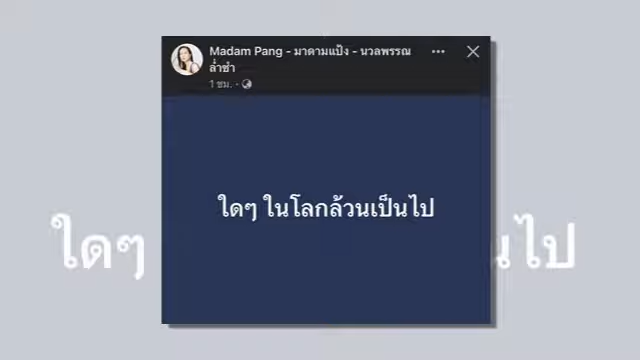 Madam Pang - มาดามแป้ง - นวลพรรณ
ล่ำซำ
1 ชม. ·
ใดๆ ในโลกล้วนเป็นไป
ใดๆ
นไป